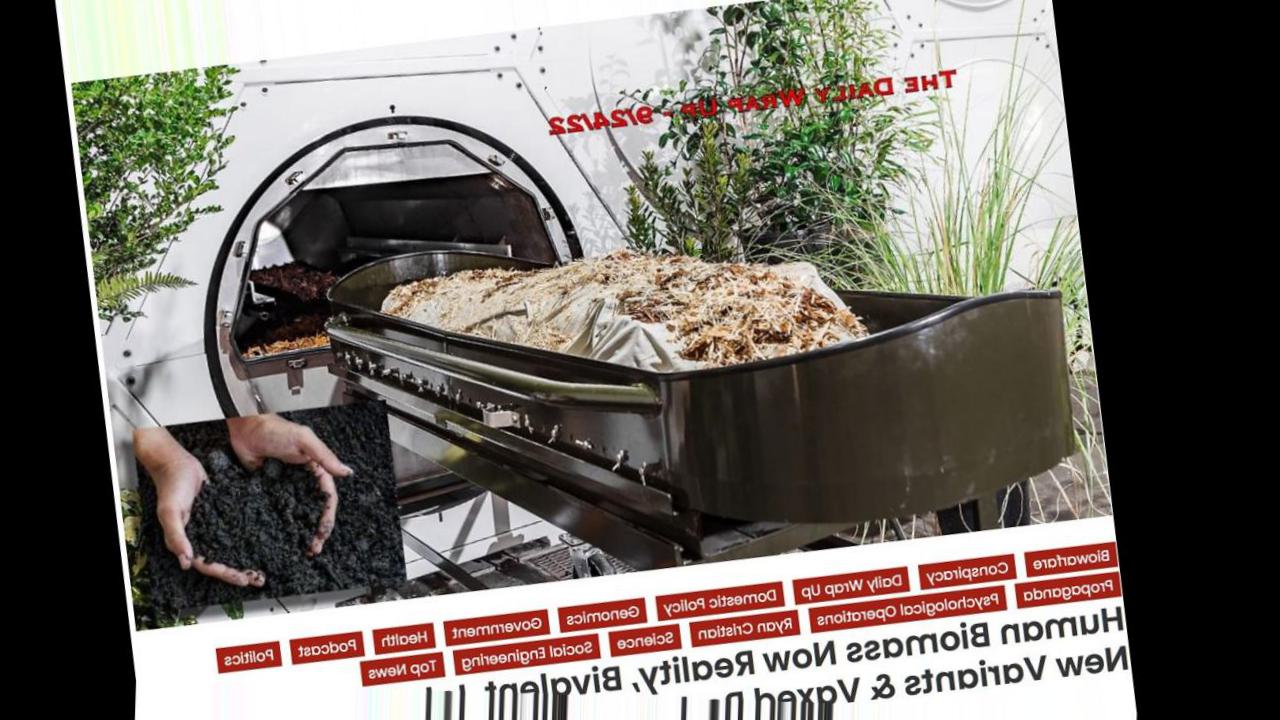 THE DAILY WRAP UP - 9/24/22
Biowarfare Conspiracy Daily Wrap Up Domestic Policy Genomics Government Health Podcast Politics
Propaganda Psychological Operations Ryan Cristian Science Social Engineering Top News
Human Biomass Now Reality, Bivalent
New Variants & Vaxed